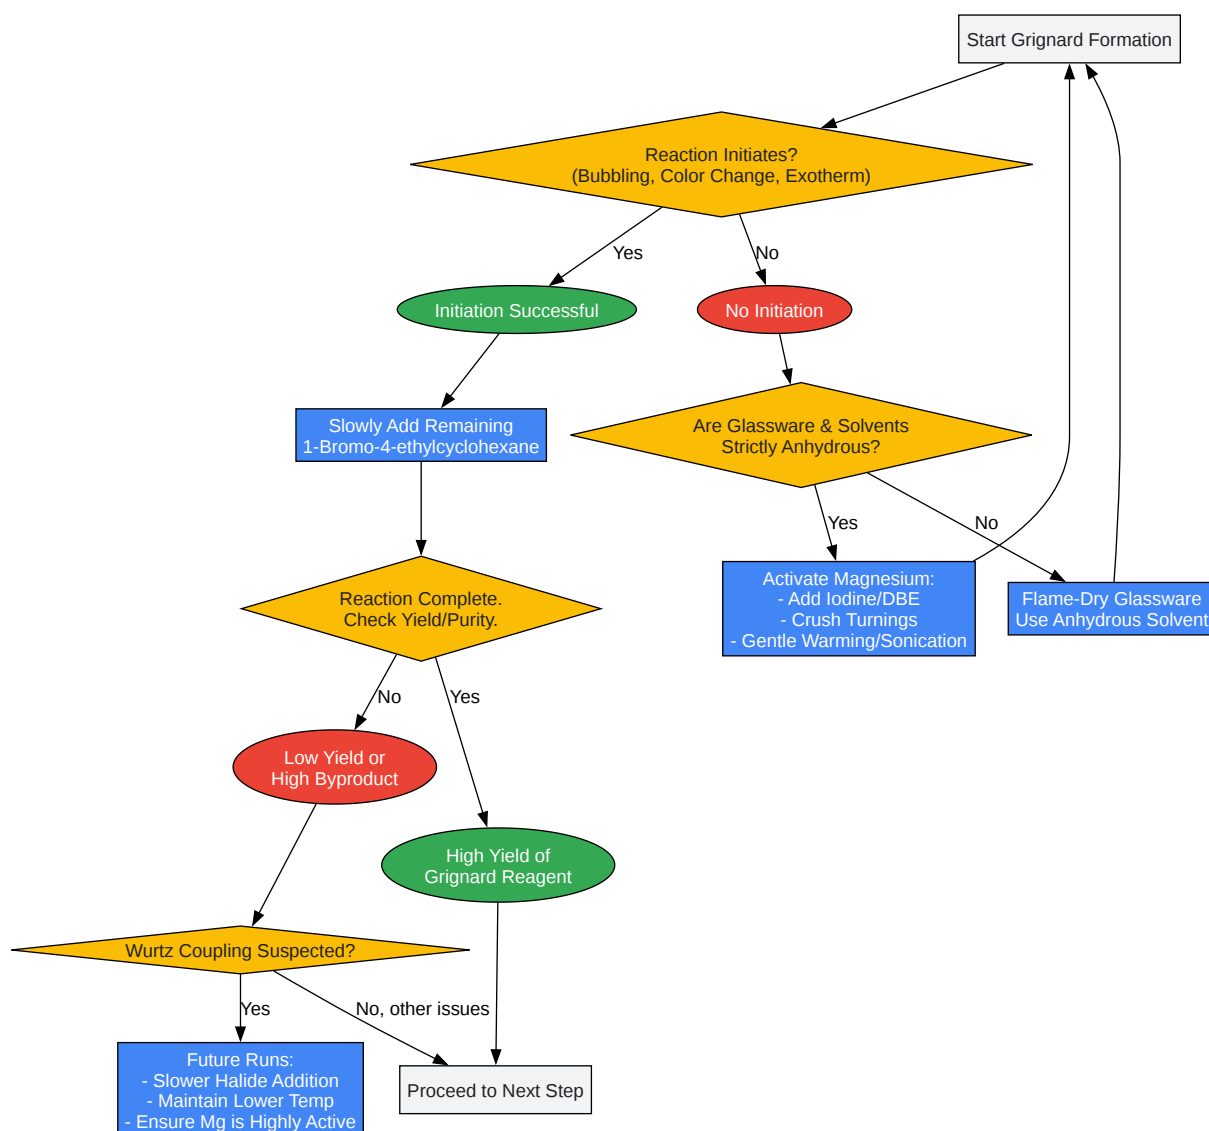 Start Grignard Formation
Reaction Initiates?
(Bubbling, Color Change, Exotherm)
Yes
No
Initiation Successful
No Initiation
Slowly Add Remaining
1-Bromo-4-ethylcyclohexane
Are Glassware & Solvents
Strictly Anhydrous?
Yes
No
Activate Magnesium:
- Add Iodine/DBE
- Crush Turnings
- Gentle Warming/Sonication
Flame-Dry Glassware
Use Anhydrous Solvent
Reaction Complete.
Check Yield/Purity.
No
Yes
Low Yield or
High Byproduct
High Yield of
Grignard Reagent
Wurtz Coupling Suspected?
Yes
No, other issues
Future Runs:
- Slower Halide Addition
- Maintain Lower Temp
- Ensure Mg is Highly Active
Proceed to Next Step